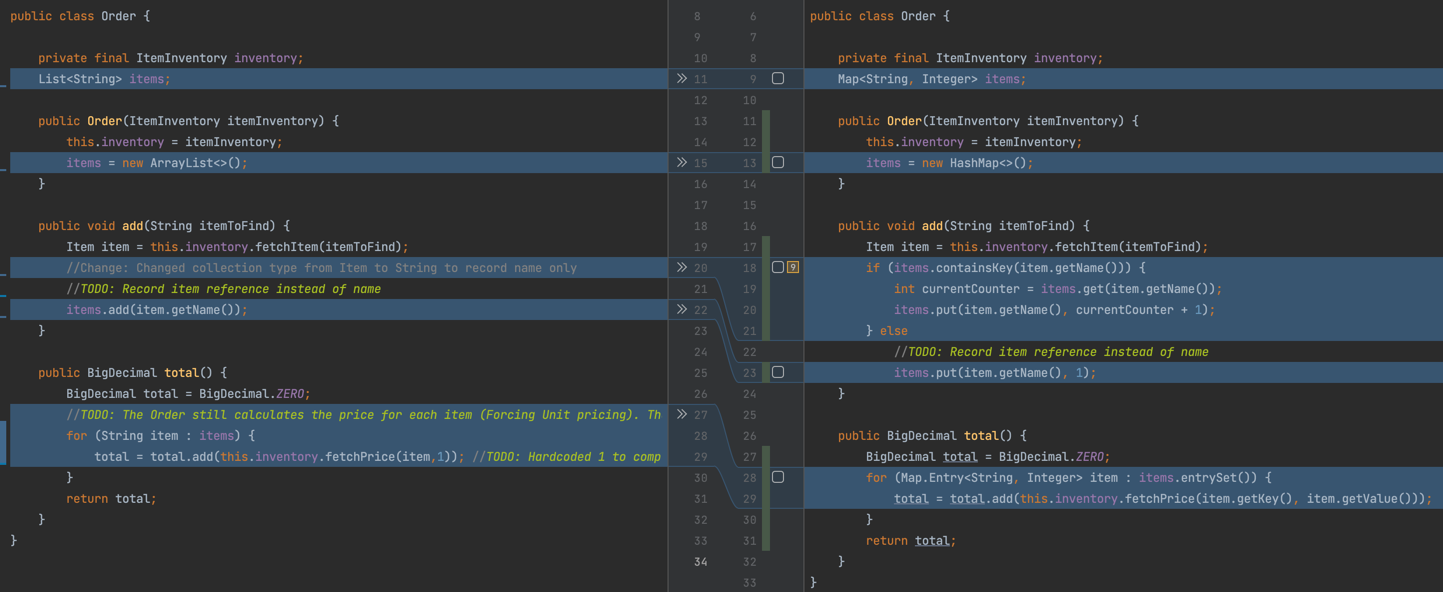 public class Order {
private final ItemInventory inventory;
List<String> items;
public Order(ItemInventory itemInventory) {
this.inventory = itemInventory;
items = new ArrayList<>();
}
public void add(String itemToFind) {
Item item = this.inventory.fetchItem(itemToFind);
//Change: Changed collection type from Item to String to record name only
//TODO: Record item reference instead of name
items.add(item.getName());
}
public BigDecimal total() {
BigDecimal total = BigDecimal.ZERO;
//TODO: The Order still calculates the price for each item (Forcing Unit pricing). Th
for (String item : items) {
total = total.add(this.inventory.fetchPrice(item,1)); //TODO: Hardcoded 1 to comp
}
return total;
}
}
8 6
9 7
10 8
11 9
12 10
13 11
14 12
15 13
16 14
17 15
18 16
19 17
20 18 9
21 19
22 20
23 21
24 22
25 23
26 24
27 25
28 26
29 27
30 28
31 29
32 30
33 31
34 32
33
public class Order {
private final ItemInventory inventory;
Map<String, Integer> items;
public Order(ItemInventory itemInventory) {
this.inventory = itemInventory;
items = new HashMap<>();
}
public void add(String itemToFind) {
Item item = this.inventory.fetchItem(itemToFind);
if (items.containsKey(item.getName())) {
int currentCounter = items.get(item.getName());
items.put(item.getName(), currentCounter + 1);
} else
//TODO: Record item reference instead of name
items.put(item.getName(), 1);
}
public BigDecimal total() {
BigDecimal total = BigDecimal.ZERO;
for (Map.Entry<String, Integer> item : items.entrySet()) {
total = total.add(this.inventory.fetchPrice(item.getKey(), item.getValue()));
}
return total;
}
}